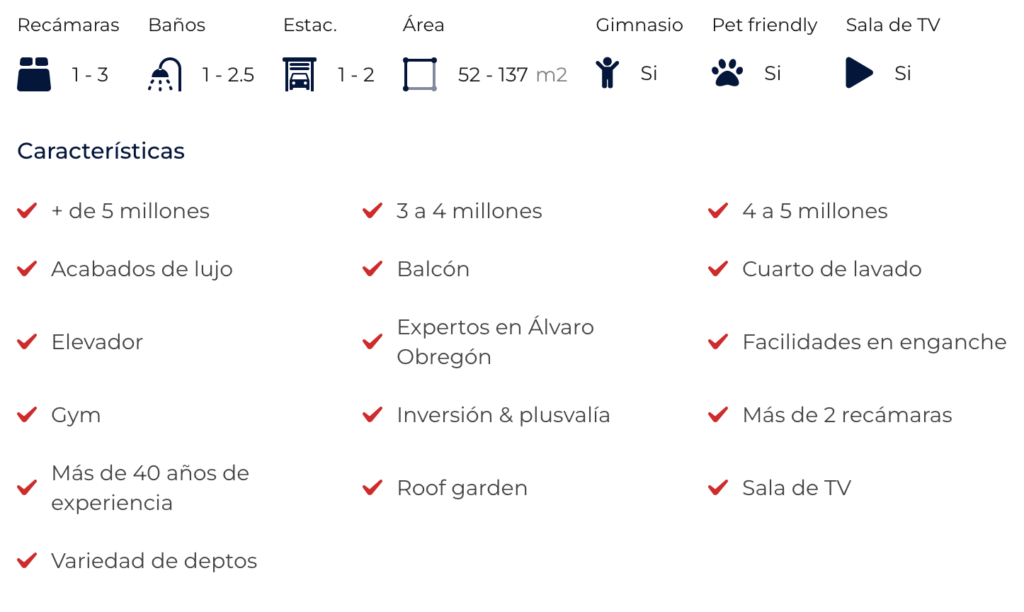 Recámaras Baños Estac. Área Gimnasio Pet friendly Sala de TV
1 - 3 1 - 2.5 1 - 2 52 - 137 m2 Si Si Si
Características
+ de 5 millones 3 a 4 millones 4 a 5 millones
Acabados de lujo Balcón Cuarto de lavado
Elevador
Expertos en Álvaro
Obregón
Facilidades en enganche
Gym Inversión & plusvalía Más de 2 recámaras
Más de 40 años de
experiencia
Roof garden Sala de TV
Variedad de deptos